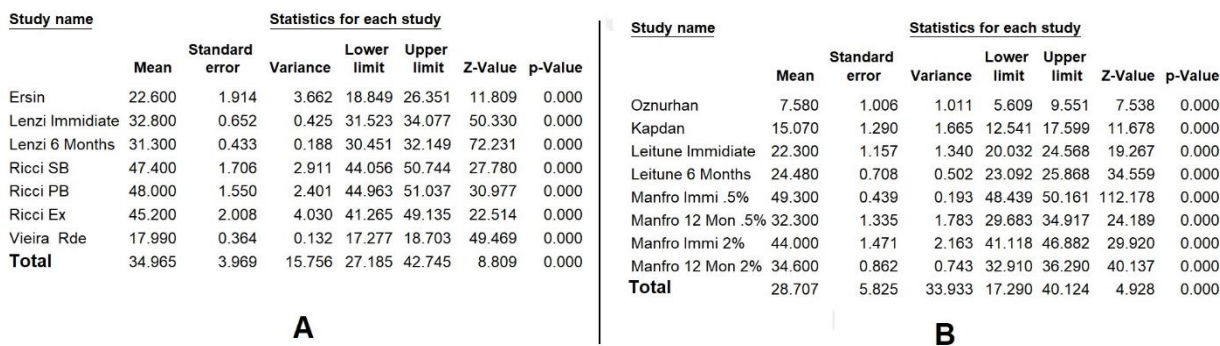 Study name Statistics for each study
Mean Standard error Variance Lower limit Upper limit Z-Value p-Value
Ersin 22.600 1.914 3.662 18.849 26.351 11.809 0.000
Lenzi Immidiate 32.800 0.652 0.425 31.523 34.077 50.330 0.000
Lenzi 6 Months 31.300 0.433 0.188 30.451 32.149 72.231 0.000
Ricci SB 47.400 1.706 2.911 44.056 50.744 27.780 0.000
Ricci PB 48.000 1.550 2.401 44.963 51.037 30.977 0.000
Ricci Ex 45.200 2.008 4.030 41.265 49.135 22.514 0.000
Vieira Rde 17.990 0.364 0.132 17.277 18.703 49.469 0.000
Total 34.965 3.969 15.756 27.185 42.745 8.809 0.000
A
Study name Statistics for each study
Mean Standard error Variance Lower limit Upper limit Z-Value p-Value
Oznurhan 7.580 1.006 1.011 5.609 9.551 7.538 0.000
Kapdan 15.070 1.290 1.665 12.541 17.599 11.678 0.000
Leitune Immidiate 22.300 1.157 1.340 20.032 24.568 19.267 0.000
Leitune 6 Months 24.480 0.708 0.502 23.092 25.868 34.559 0.000
Manfro Immi .5% 49.300 0.439 0.193 48.439 50.161 112.178 0.000
Manfro 12 Mon .5% 32.300 1.335 1.783 29.683 34.917 24.189 0.000
Manfro Immi 2% 44.000 1.471 2.163 41.118 46.882 29.920 0.000
Manfro 12 Mon 2% 34.600 0.862 0.743 32.910 36.290 40.137 0.000
Total 28.707 5.825 33.933 17.290 40.124 4.928 0.000
B